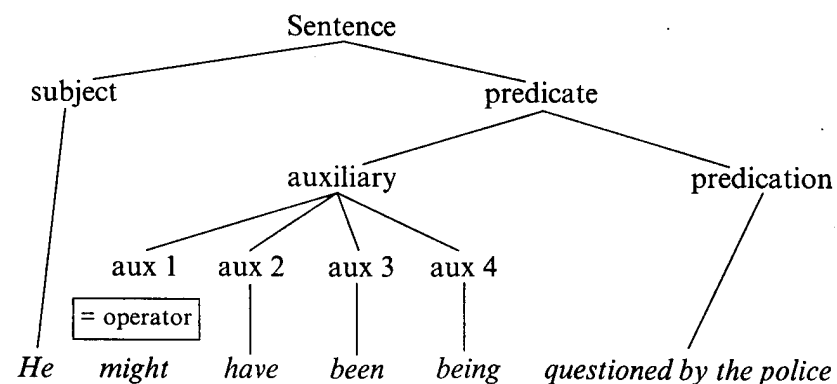 Sentence
subject predicate
auxiliary predication
aux 1 aux 2 aux 3 aux 4
= operator
He might have been being questioned by the police